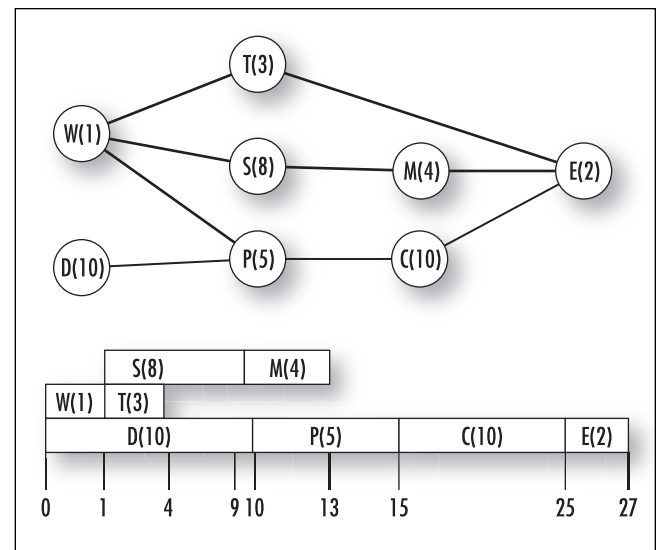 T(3)
W(1)
S(8)
M(4)
E(2)
D(10)
P(5)
C(10)
S(8) M(4)
W(1) T(3)
D(10) P(5) C(10) E(2)
0 1 4 9 10 13 15 25 27